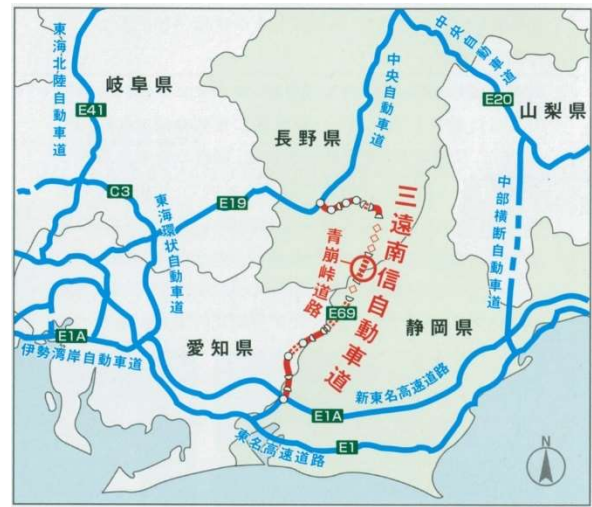 東海北陸自動車道
E41
岐阜県
長野県
中央自動車道
中央自動車道
E20
山梨県
C3
東海環状自動車道
E19
三遠南信自動車道
青崩峠道路
中部横断自動車道
E69
静岡県
愛知県
E1A
伊勢湾岸自動車道
E1A
新東名高速道路
東名高速道路
E1
N